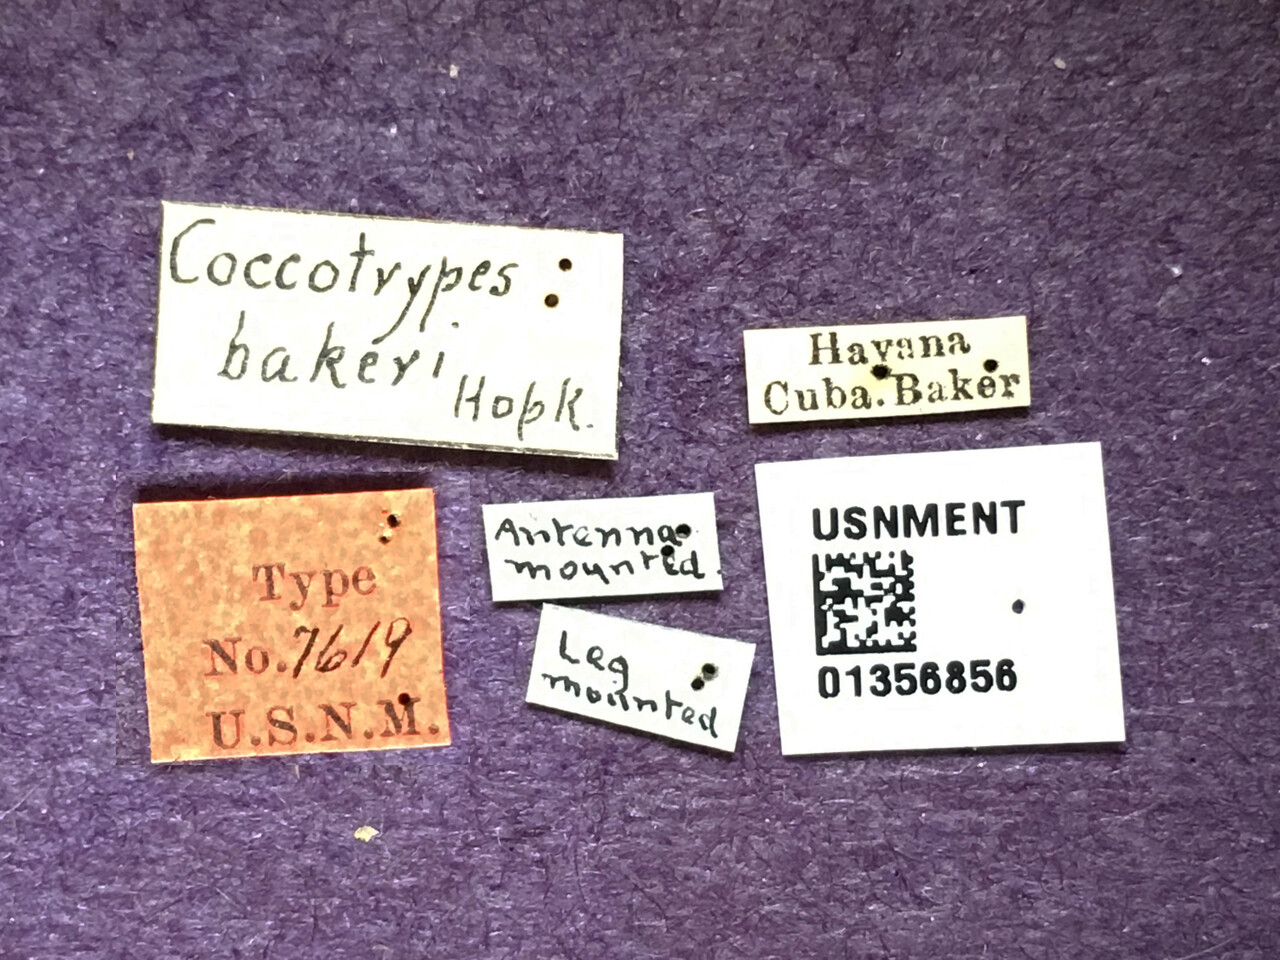 Coccotrypes
bakeri
Hopk.
Havana
Cuba. Baker
Type
No. 7619
U.S.N.M.
Antenna
mounted.
Leg
mounted
USNMENT
01356856